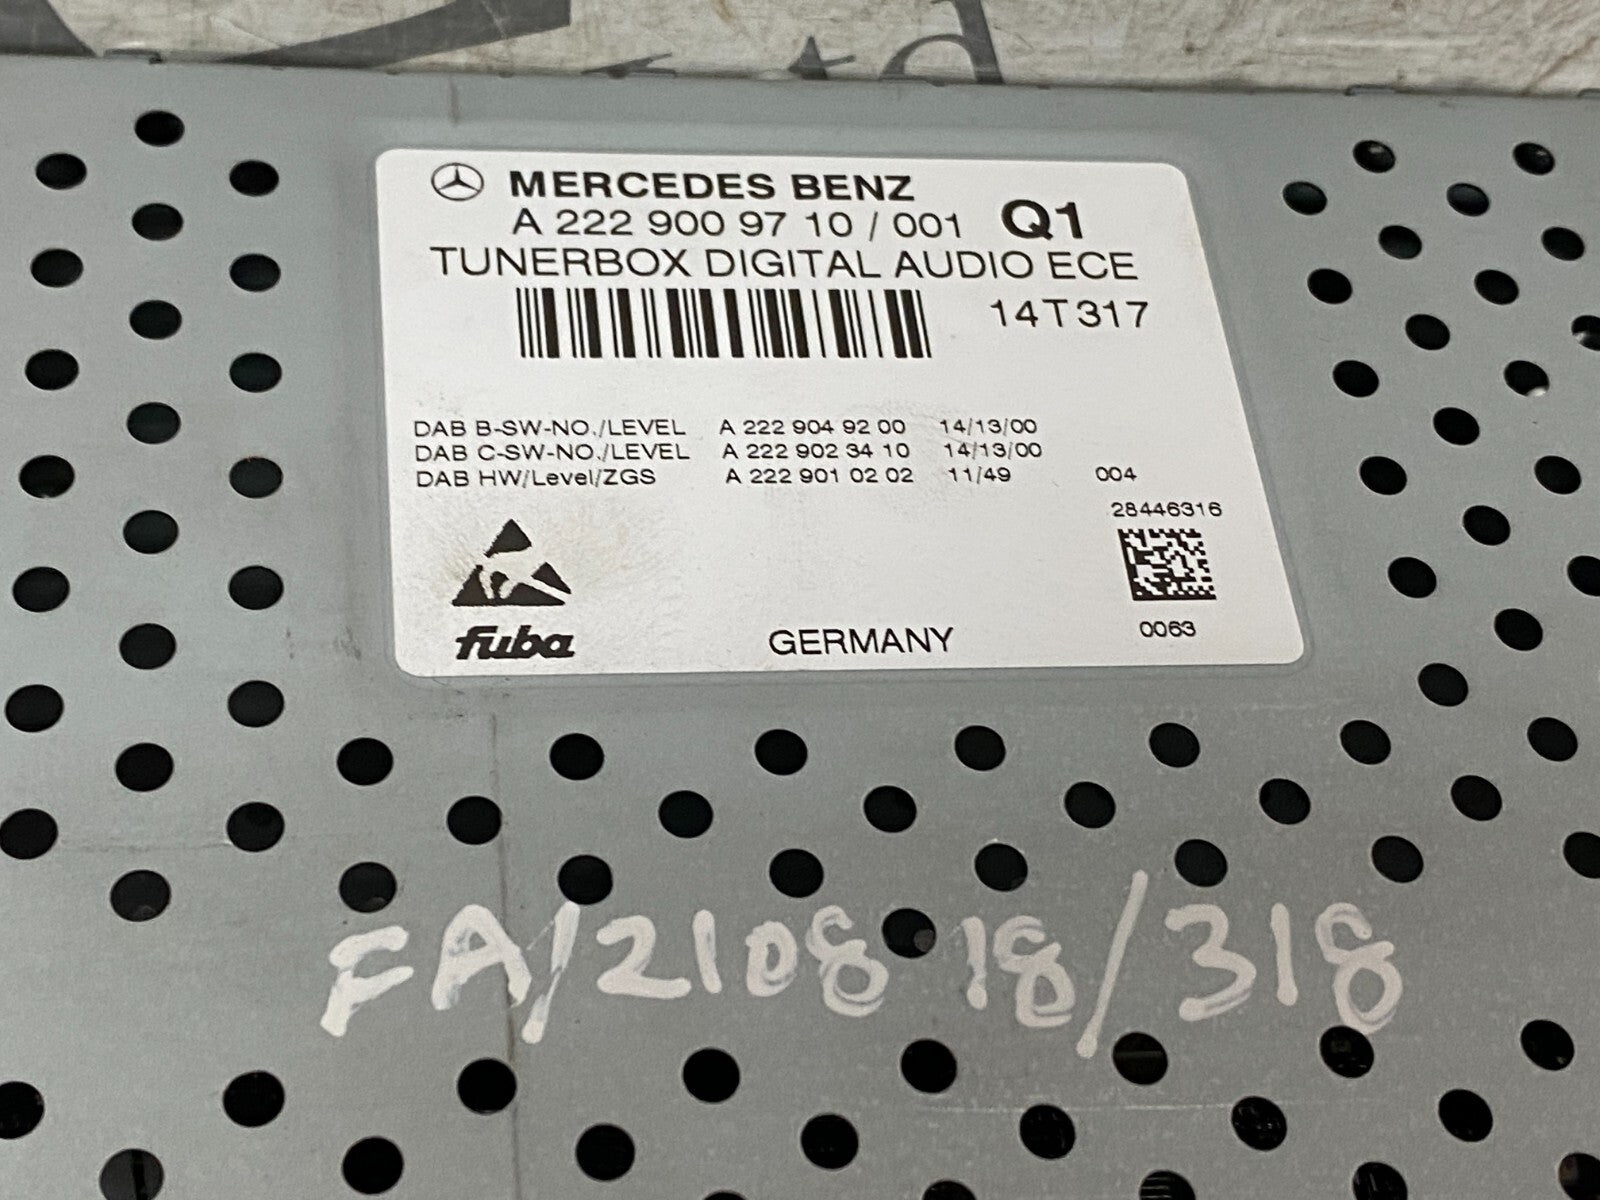 td
MERCEDES BENZ
A 222 900 97 10 / 001 Q1
TUNERBOX DIGITAL AUDIO ECE
14T317
DAB B-SW-NO./LEVEL A 222 904 92 00 14/13/00
DAB C-SW-NO./LEVEL A 222 902 34 10 14/13/00
DAB HW/Level/ZGS A 222 901 02 02 11/49 004
28446316
fuba GERMANY 0063
FA/2108 18/318